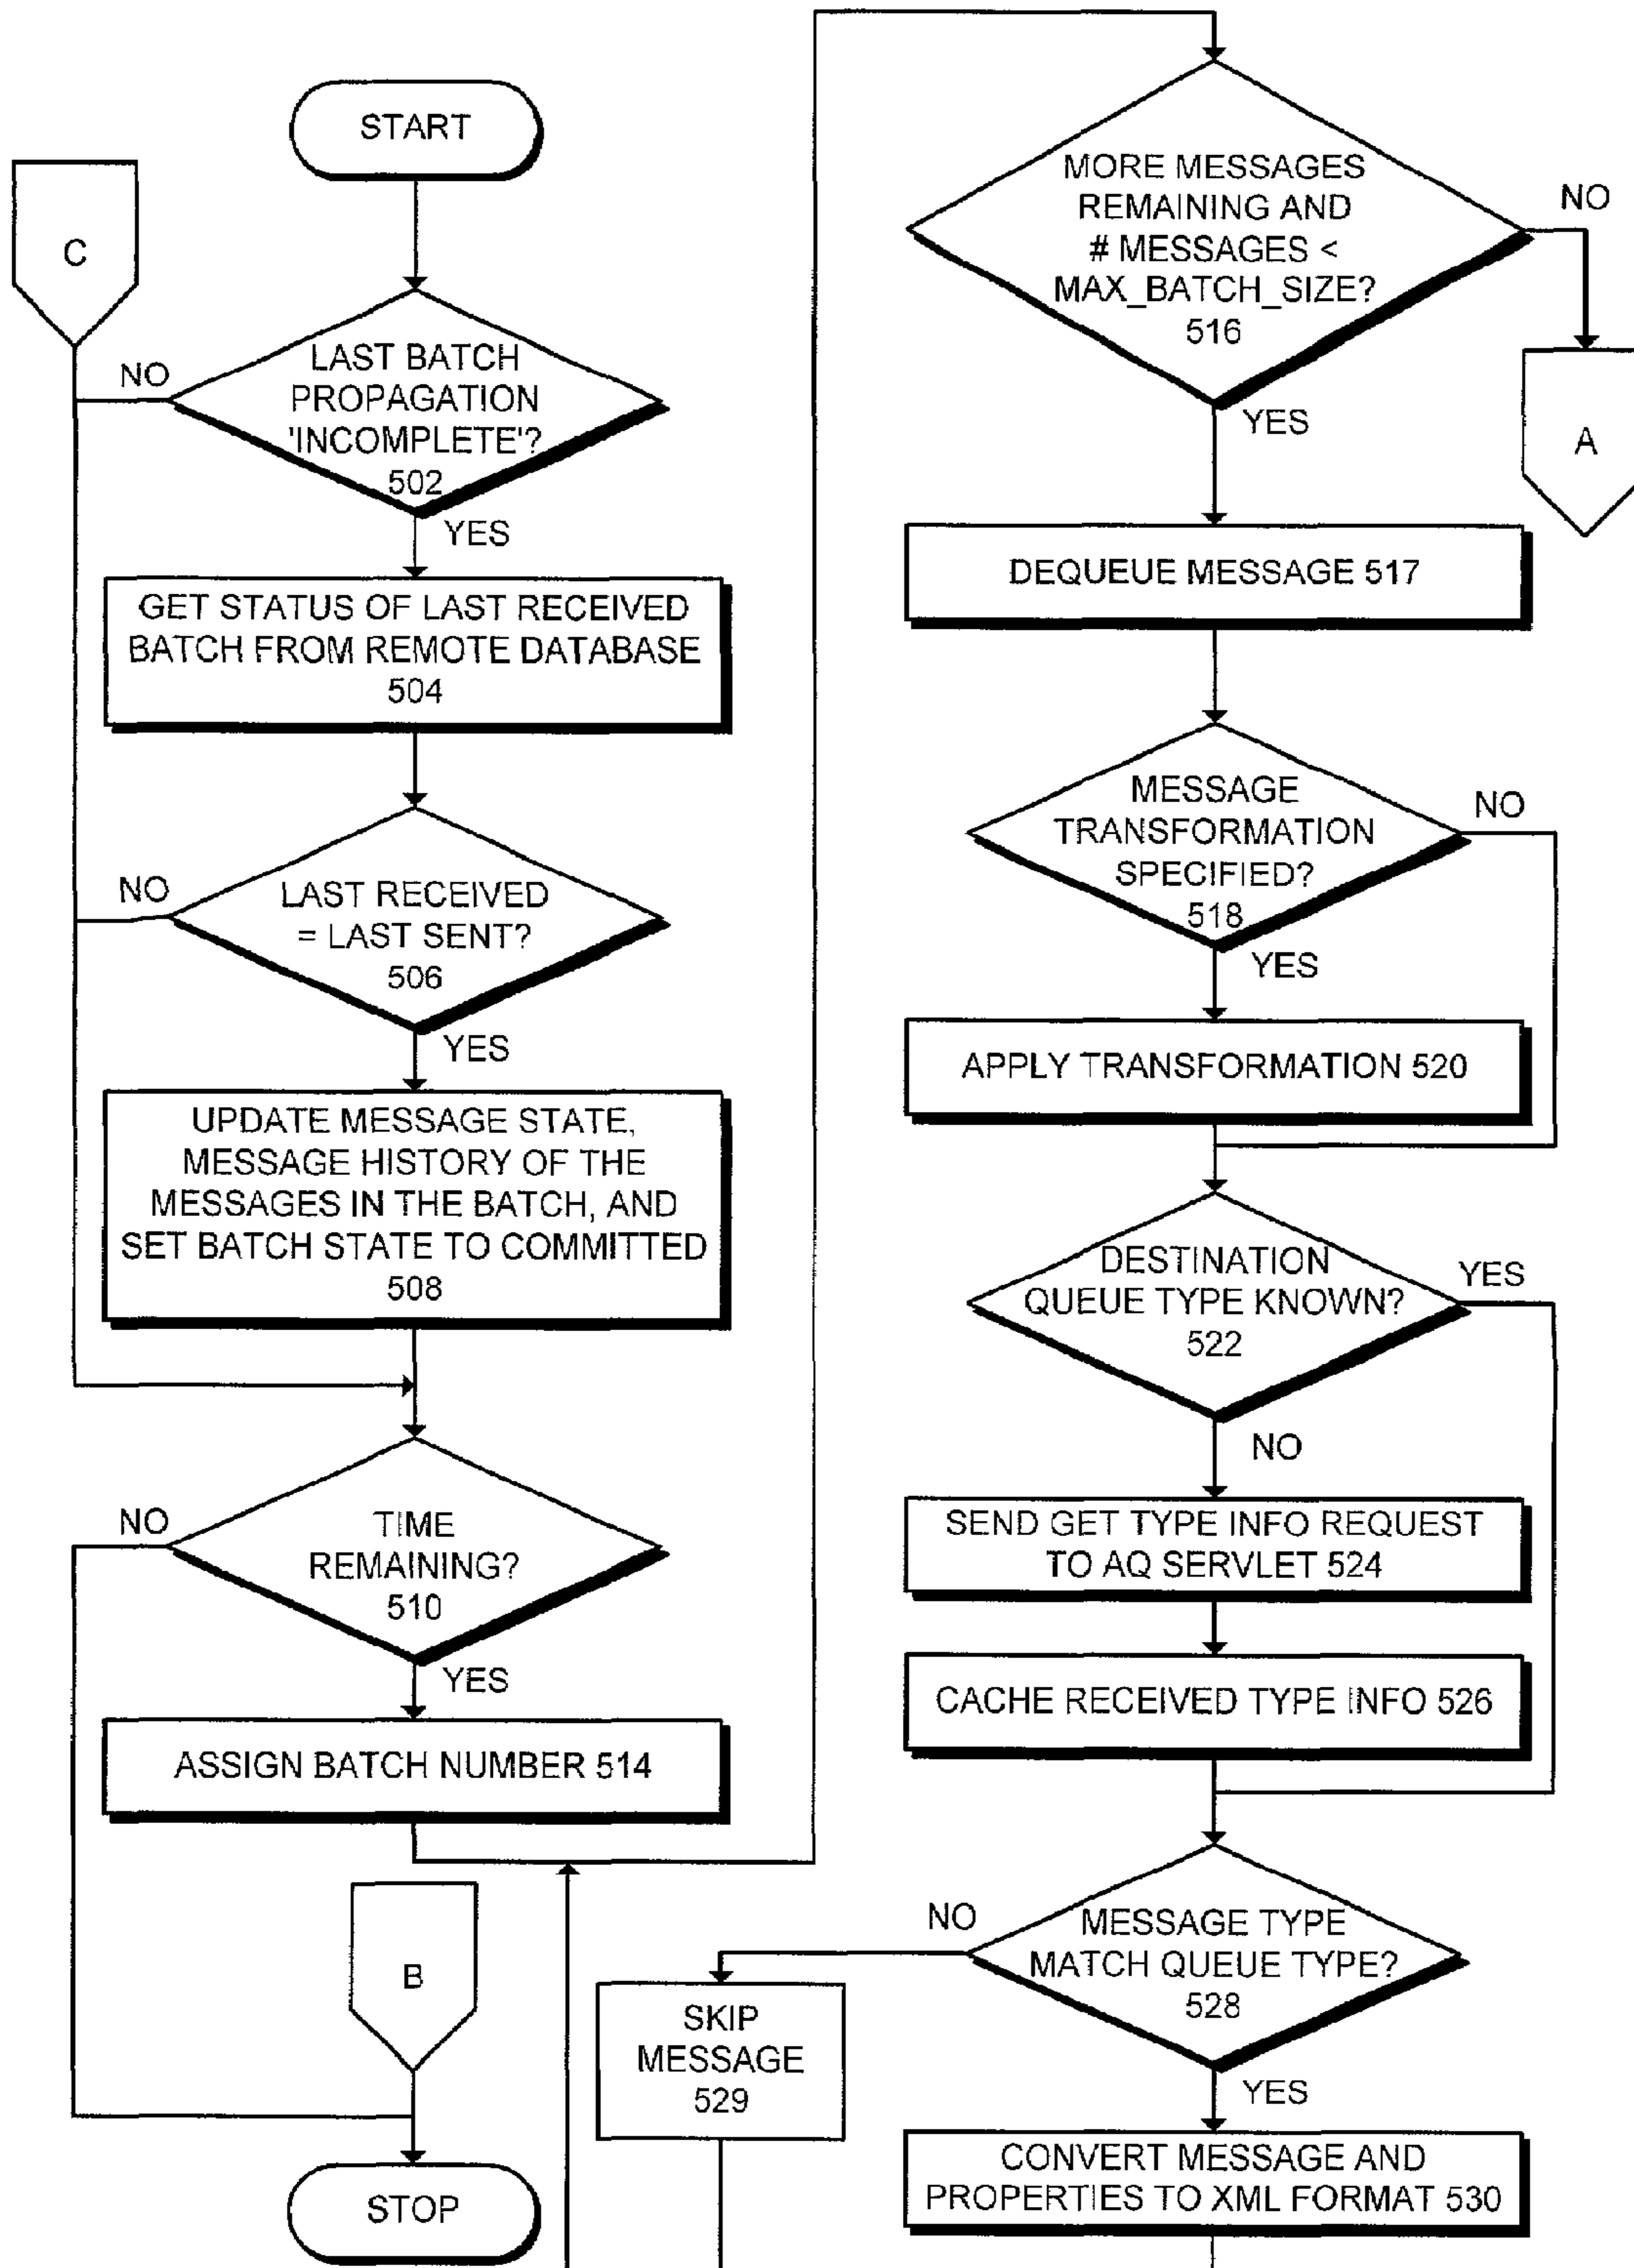 START
C
NO
LAST BATCH
PROPAGATION
'INCOMPLETE'?
502
YES
GET STATUS OF LAST RECEIVED
BATCH FROM REMOTE DATABASE
504
NO
LAST RECEIVED
= LAST SENT?
506
YES
UPDATE MESSAGE STATE,
MESSAGE HISTORY OF THE
MESSAGES IN THE BATCH, AND
SET BATCH STATE TO COMMITTED
508
NO
TIME
REMAINING?
510
YES
ASSIGN BATCH NUMBER 514
B
STOP
MORE MESSAGES
REMAINING AND
# MESSAGES <
MAX_BATCH_SIZE?
516
NO
A
YES
DEQUEUE MESSAGE 517
MESSAGE
TRANSFORMATION
SPECIFIED?
518
NO
YES
APPLY TRANSFORMATION 520
DESTINATION
QUEUE TYPE KNOWN?
522
YES
NO
SEND GET TYPE INFO REQUEST
TO AQ SERVLET 524
CACHE RECEIVED TYPE INFO 526
NO
MESSAGE TYPE
MATCH QUEUE TYPE?
528
SKIP
MESSAGE
529
YES
CONVERT MESSAGE AND
PROPERTIES TO XML FORMAT 530